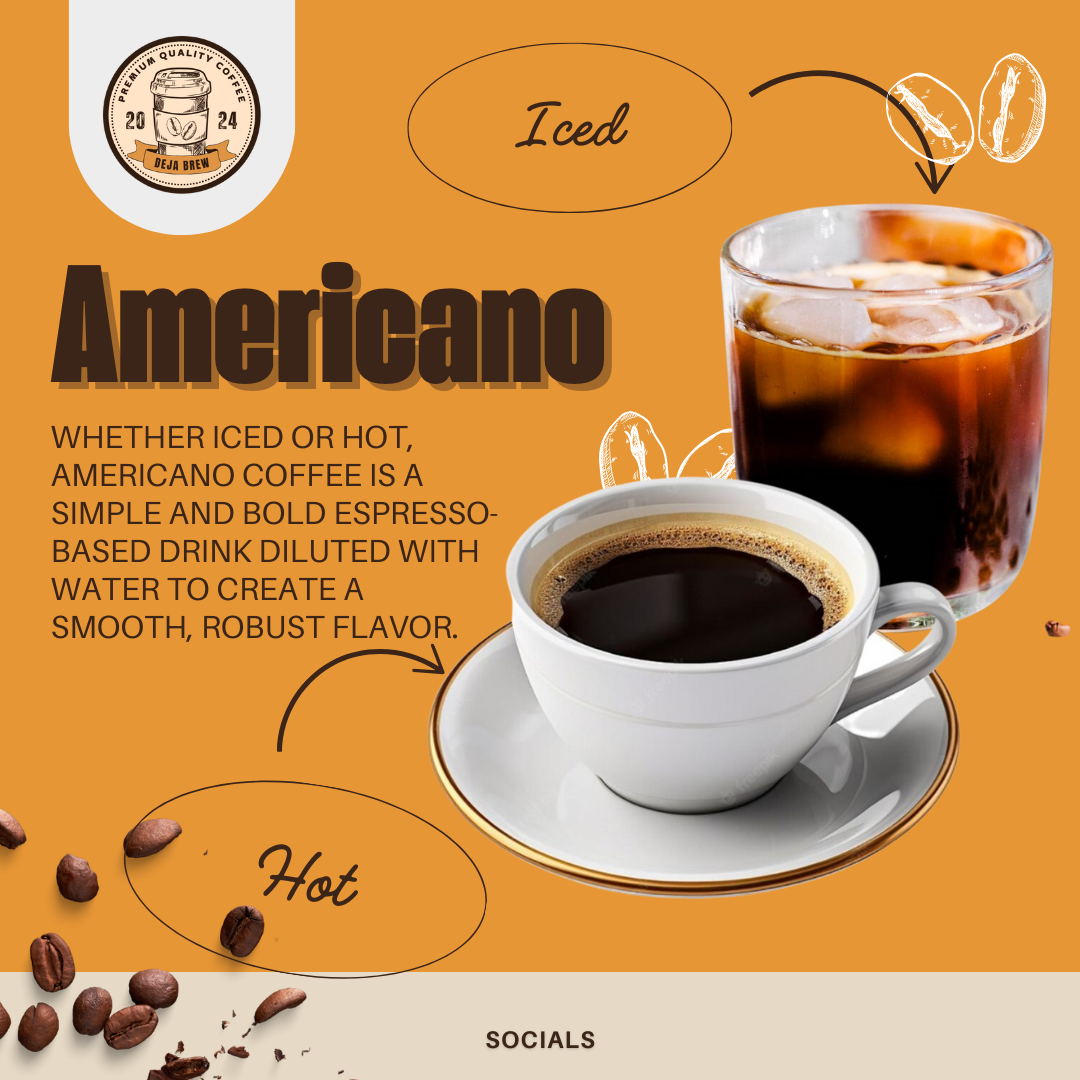 PREMIUM QUALITY COFFEE
20 24
DEJA BREW
Iced
Americano
WHETHER ICED OR HOT,
AMERICANO COFFEE IS A
SIMPLE AND BOLD ESPRESSO-
BASED DRINK DILUTED WITH
WATER TO CREATE A
SMOOTH, ROBUST FLAVOR.
Hot
SOCIALS